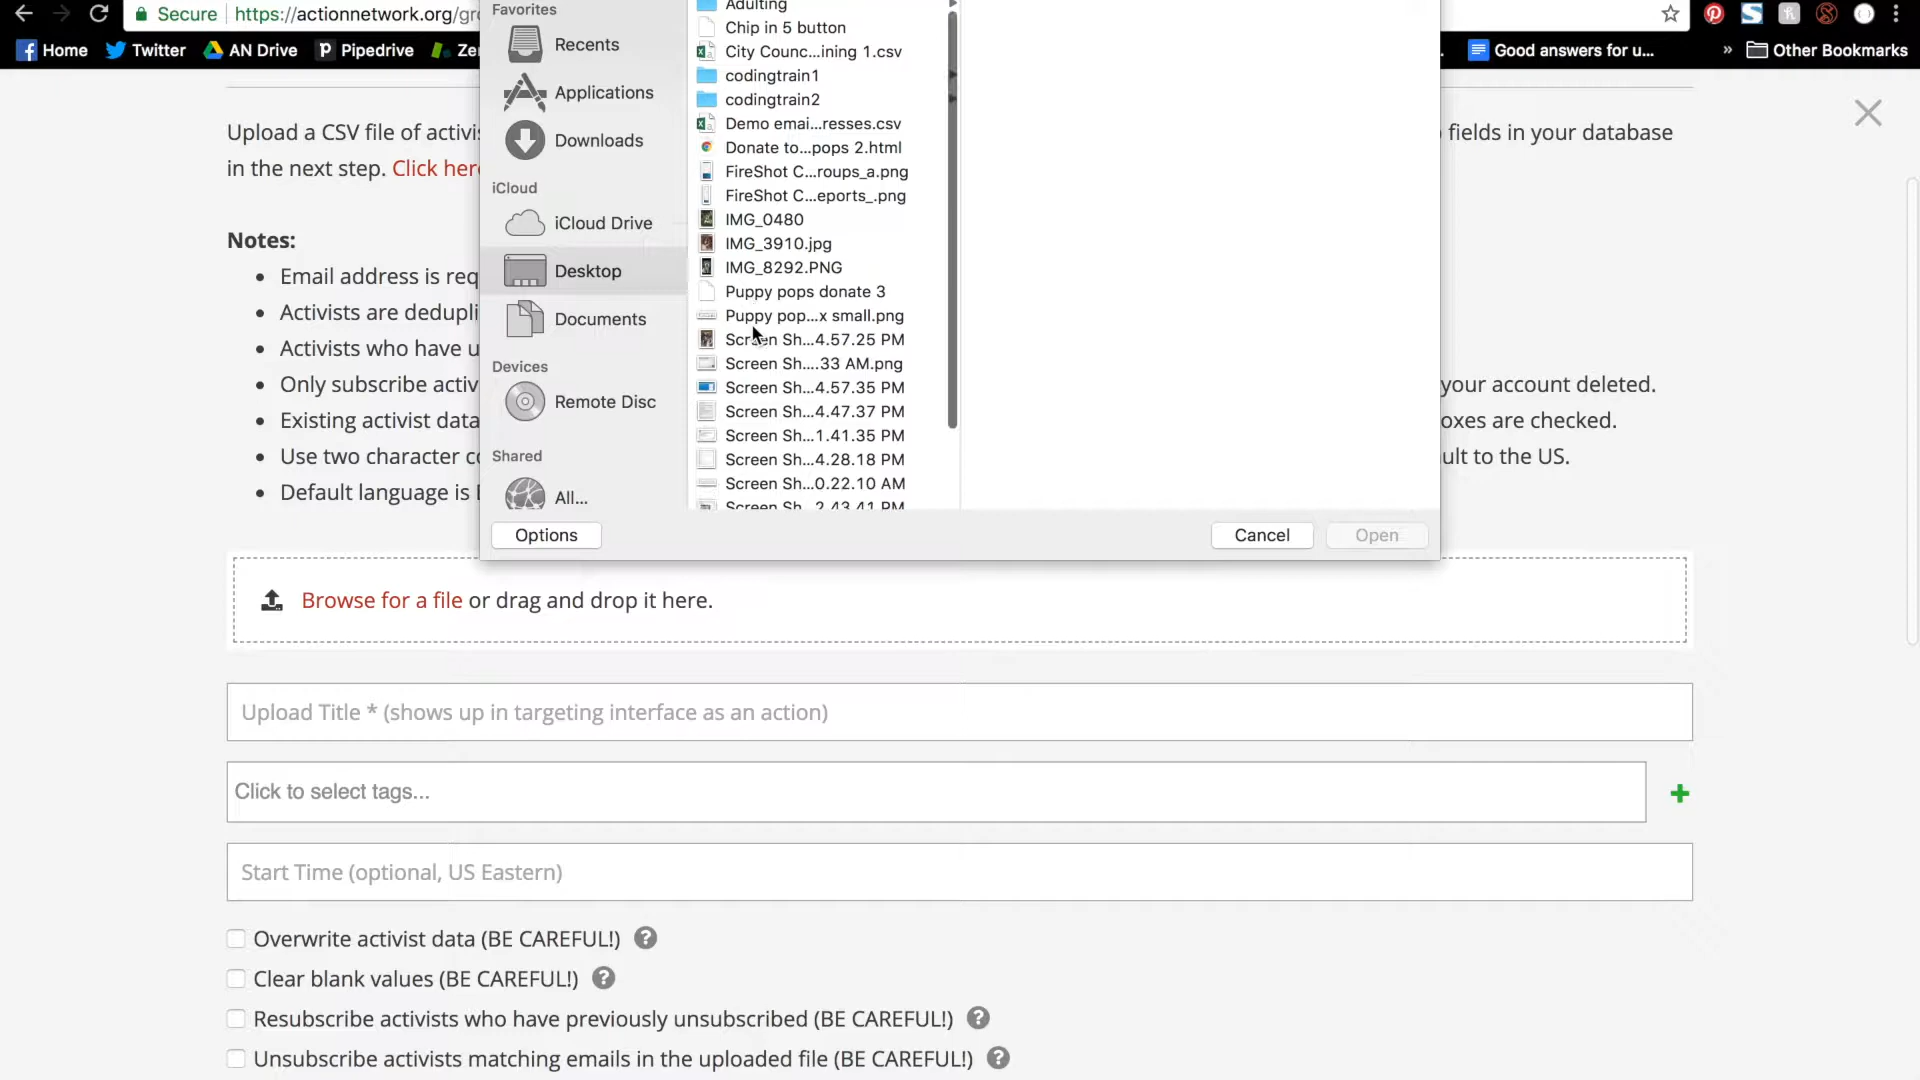 Secure https://actionnetwork.org/gr
Home Twitter AN Drive Pipedrive Ze
Good answers for u... » Other Bookmarks
Favorites
Recents
Applications
Downloads
iCloud
iCloud Drive
Desktop
Documents
Devices
Remote Disc
Shared
All...
Adulting
Chip in 5 button
City Counc...ining 1.csv
codingtrain1
codingtrain2
Demo emai...resses.csv
Donate to...pops 2.html
FireShot C...roups_a.png
FireShot C...eports_.png
IMG_0480
IMG_3910.jpg
IMG_8292.PNG
Puppy pops donate 3
Puppy pop...x small.png
Screen Sh...4.57.25 PM
Screen Sh....33 AM.png
Screen Sh...4.57.35 PM
Screen Sh...4.47.37 PM
Screen Sh...1.41.35 PM
Screen Sh...4.28.18 PM
Screen Sh...0.22.10 AM
Screen Sh...2.43.41 PM
Options Cancel Open
Upload a CSV file of activi fields in your database
in the next step. Click her
Notes:
Email address is req
Activists are dedupli
Activists who have u
Only subscribe activ your account deleted.
Existing activist data oxes are checked.
Use two character c ult to the US.
Default language is
Browse for a file or drag and drop it here.
Upload Title * (shows up in targeting interface as an action)
Click to select tags...
Start Time (optional, US Eastern)
Overwrite activist data (BE CAREFUL!)
Clear blank values (BE CAREFUL!)
Resubscribe activists who have previously unsubscribed (BE CAREFUL!)
Unsubscribe activists matching emails in the uploaded file (BE CAREFUL!)